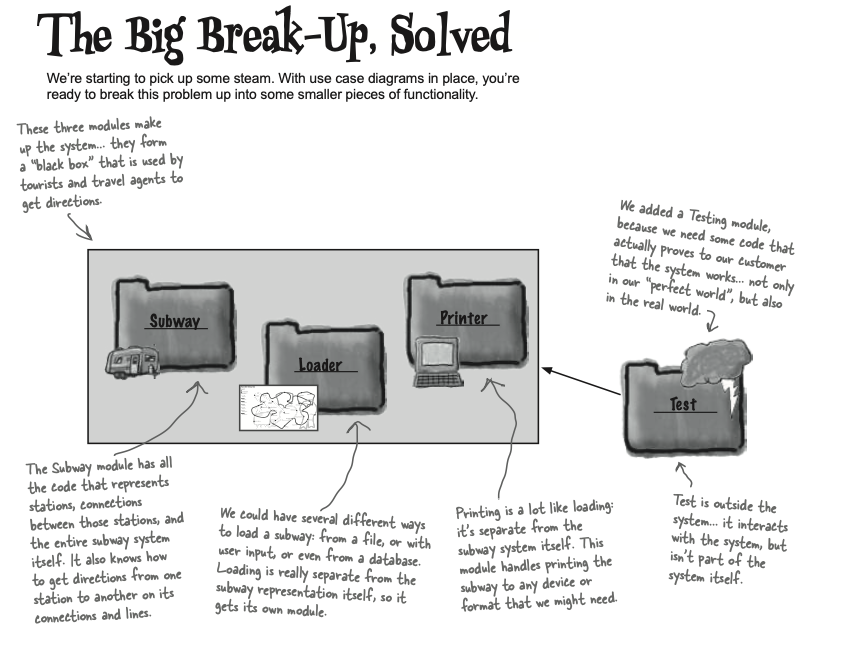 The Big Break-Up, Solved
We’re starting to pick up some steam. With use case diagrams in place, you’re
ready to break this problem up into some smaller pieces of functionality.
These three modules make
up the system... they form
a “black box” that is used by
tourists and travel agents to
get directions.
We added a Testing module,
because we need some code that
actually proves to our customer
that the system works... not only
in our “perfect world”, but also
in the real world.
Subway
Loader
Printer
Test
The Subway module has all
the code that represents
stations, connections
between those stations, and
the entire subway system
itself. It also knows how
to get directions from one
station to another on its
connections and lines.
We could have several different ways
to load a subway: from a file, or with
user input, or even from a database.
Loading is really separate from the
subway representation itself, so it
gets its own module.
Printing is a lot like loading:
it’s separate from the
subway system itself. This
module handles printing the
subway to any device or
format that we might need.
Test is outside the
system... it interacts
with the system, but
isn’t part of the
system itself.